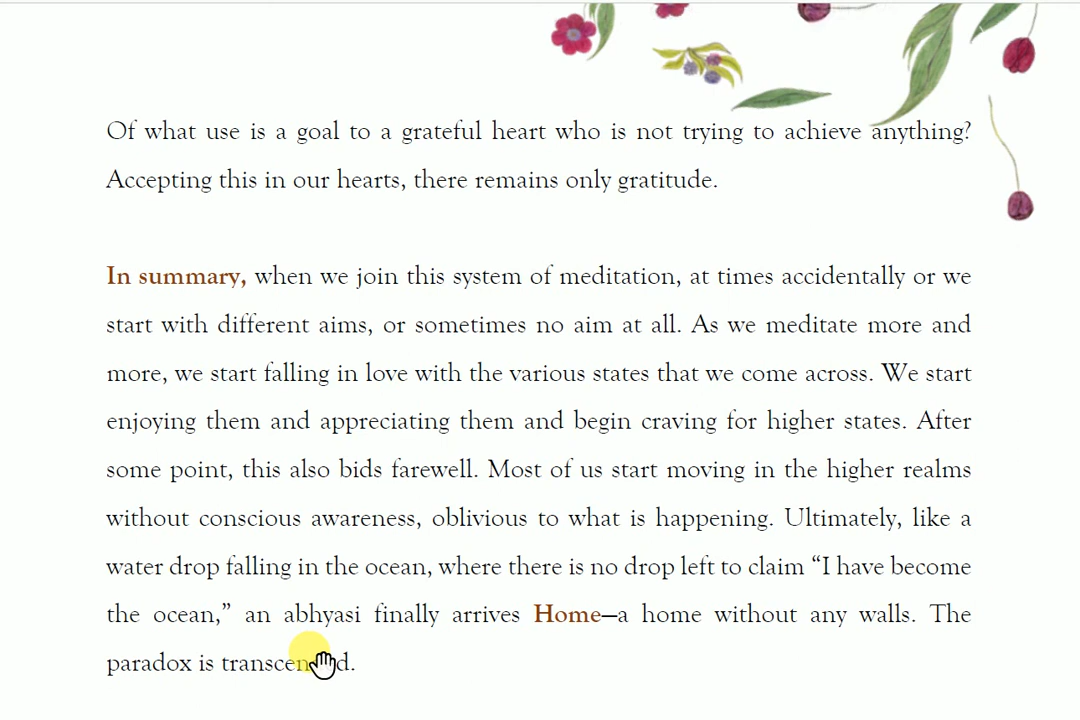 Of what use is a goal to a grateful heart who is not trying to achieve anything?
Accepting this in our hearts, there remains only gratitude.
In summary, when we join this system of meditation, at times accidentally or we
start with different aims, or sometimes no aim at all. As we meditate more and
more, we start falling in love with the various states that we come across. We start
enjoying them and appreciating them and begin craving for higher states. After
some point, this also bids farewell. Most of us start moving in the higher realms
without conscious awareness, oblivious to what is happening. Ultimately, like a
water drop falling in the ocean, where there is no drop left to claim “I have become
the ocean,” an abhyasi finally arrives Home—a home without any walls. The
paradox is